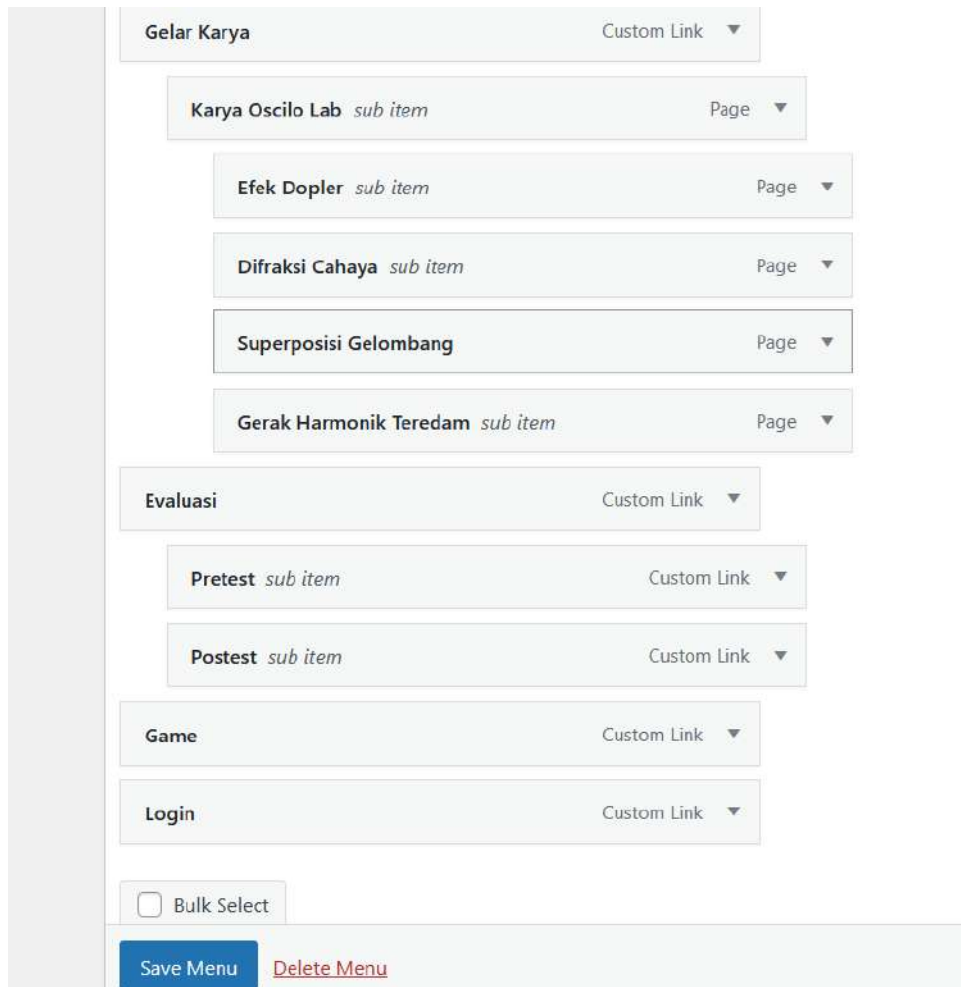 Gelar Karya Custom Link
Karya Oscilo Lab sub item Page
Efek Dopler sub item Page
Difraksi Cahaya sub item Page
Superposisi Gelombang Page
Gerak Harmonik Teredam sub item Page
Evaluasi Custom Link
Pretest sub item Custom Link
Postest sub item Custom Link
Game Custom Link
Login Custom Link
Bulk Select
Save Menu Delete Menu